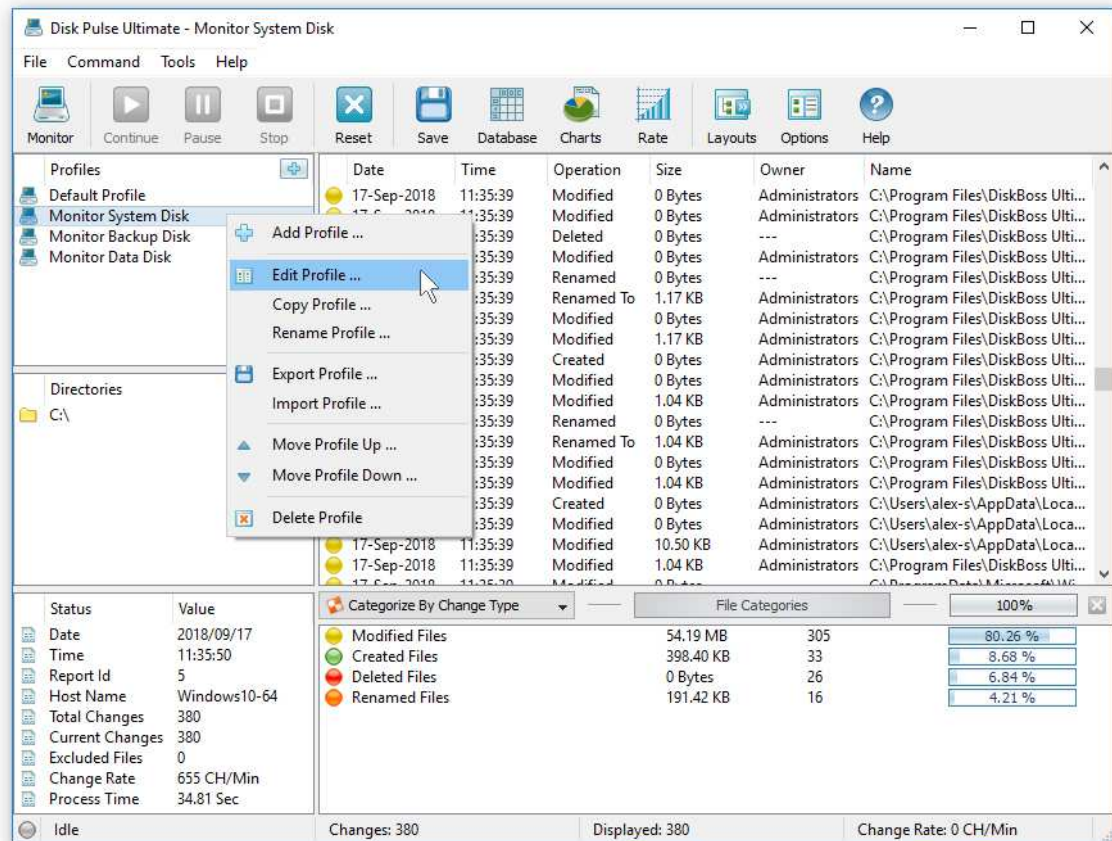 Disk Pulse Ultimate - Monitor System Disk
File Command Tools Help
Monitor Continue Pause Stop Reset Save Database Charts Rate Layouts Options Help
Profiles
Default Profile
Monitor System Disk
Monitor Backup Disk
Monitor Data Disk
Add Profile ...
Edit Profile ...
Copy Profile ...
Rename Profile ...
Export Profile ...
Import Profile ...
Move Profile Up ...
Move Profile Down ...
Delete Profile
Directories
C:\
Date Time Operation Size Owner Name
17-Sep-2018 11:35:39 Modified 0 Bytes Administrators C:\Program Files\DiskBoss Ulti...
:35:39 Modified 0 Bytes Administrators C:\Program Files\DiskBoss Ulti...
:35:39 Deleted 0 Bytes --- C:\Program Files\DiskBoss Ulti...
:35:39 Modified 0 Bytes Administrators C:\Program Files\DiskBoss Ulti...
:35:39 Renamed 0 Bytes --- C:\Program Files\DiskBoss Ulti...
:35:39 Renamed To 1.17 KB Administrators C:\Program Files\DiskBoss Ulti...
:35:39 Modified 0 Bytes Administrators C:\Program Files\DiskBoss Ulti...
:35:39 Modified 1.17 KB Administrators C:\Program Files\DiskBoss Ulti...
:35:39 Created 0 Bytes Administrators C:\Program Files\DiskBoss Ulti...
:35:39 Modified 0 Bytes Administrators C:\Program Files\DiskBoss Ulti...
:35:39 Modified 1.04 KB Administrators C:\Program Files\DiskBoss Ulti...
:35:39 Renamed 0 Bytes --- C:\Program Files\DiskBoss Ulti...
:35:39 Renamed To 1.04 KB Administrators C:\Program Files\DiskBoss Ulti...
:35:39 Modified 0 Bytes Administrators C:\Program Files\DiskBoss Ulti...
:35:39 Modified 1.04 KB Administrators C:\Program Files\DiskBoss Ulti...
:35:39 Created 0 Bytes Administrators C:\Users\alex-s\AppData\Loca...
:35:39 Modified 0 Bytes Administrators C:\Users\alex-s\AppData\Loca...
17-Sep-2018 11:35:39 Modified 10.50 KB Administrators C:\Users\alex-s\AppData\Loca...
17-Sep-2018 11:35:39 Modified 1.04 KB Administrators C:\Program Files\DiskBoss Ulti...
Status Value
Date 2018/09/17
Time 11:35:50
Report Id 5
Host Name Windows10-64
Total Changes 380
Current Changes 380
Excluded Files 0
Change Rate 655 CH/Min
Process Time 34.81 Sec
Categorize By Change Type File Categories 100%
Modified Files 54.19 MB 305 80.26 %
Created Files 398.40 KB 33 8.68 %
Deleted Files 0 Bytes 26 6.84 %
Renamed Files 191.42 KB 16 4.21 %
Idle Changes: 380 Displayed: 380 Change Rate: 0 CH/Min